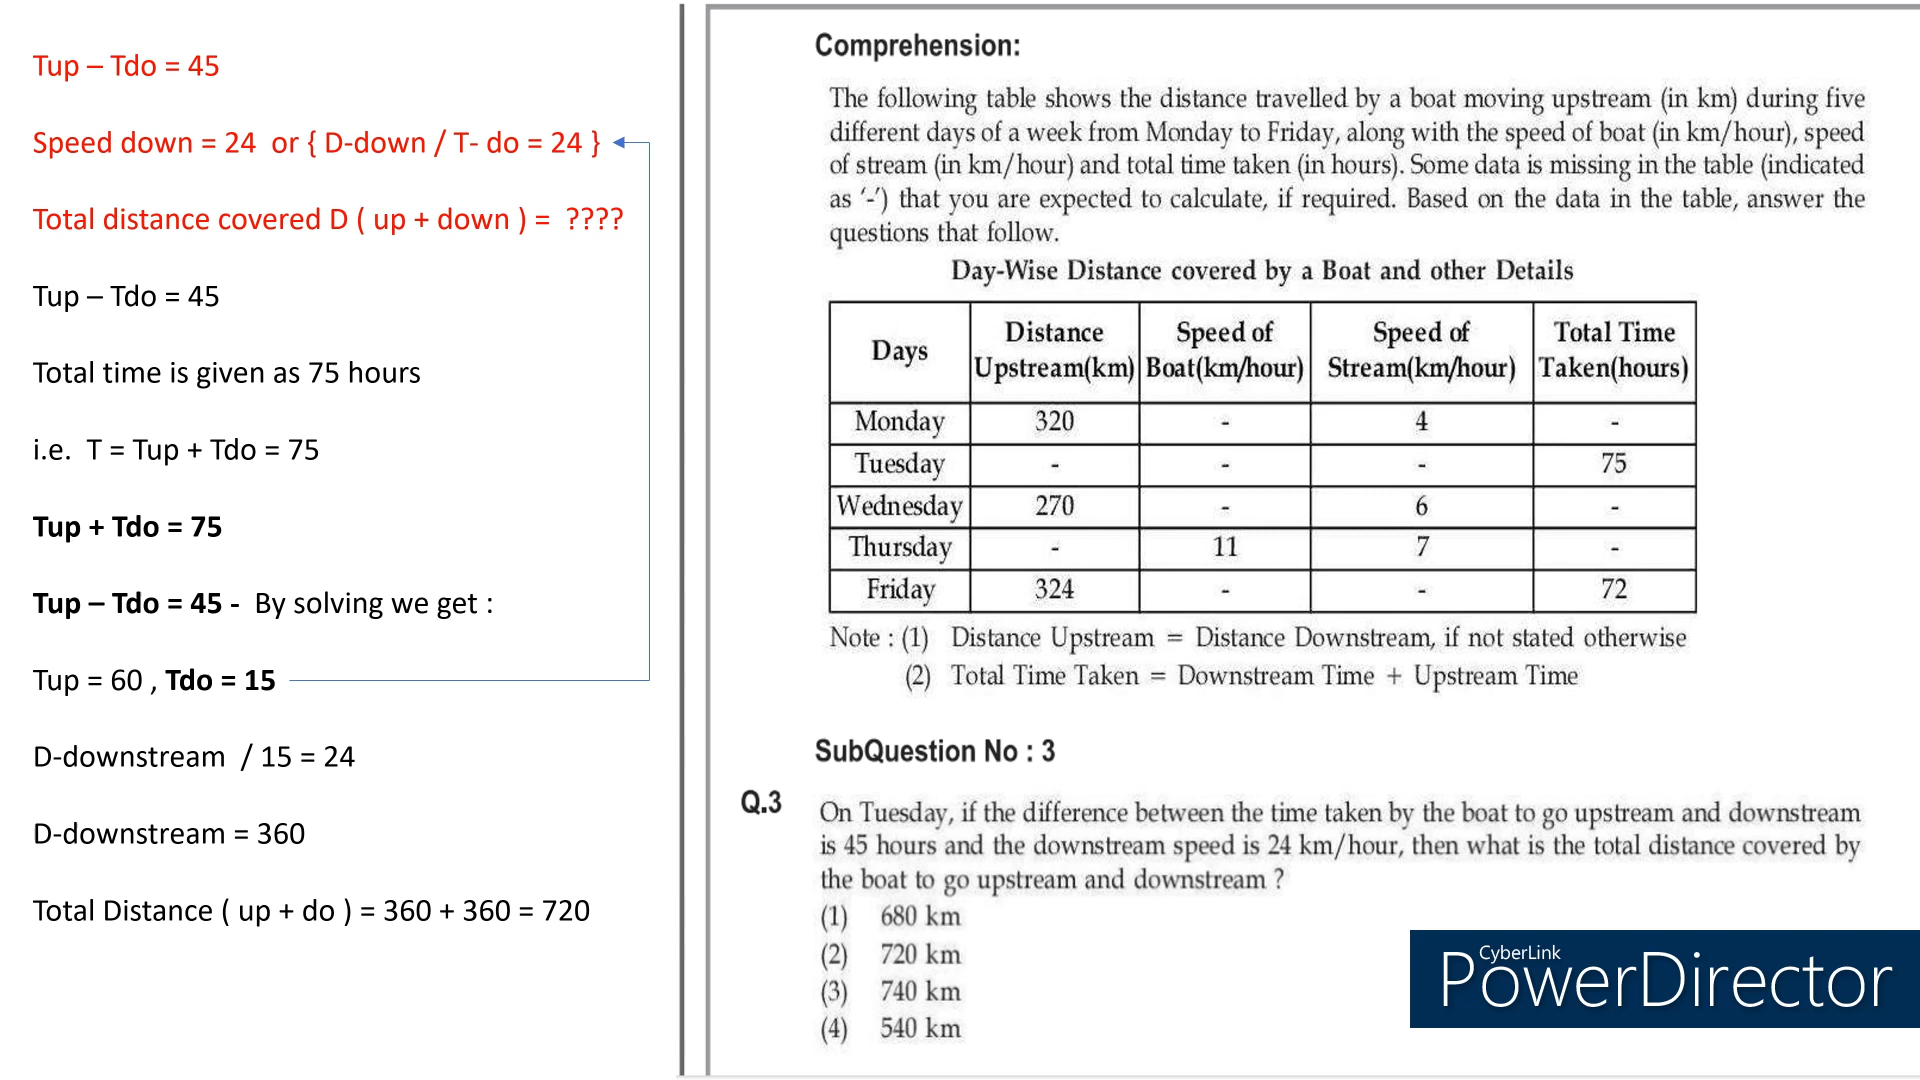 Tup – Tdo = 45
Speed down = 24 or { D-down / T- do = 24 }
Total distance covered D ( up + down ) = ????
Tup – Tdo = 45
Total time is given as 75 hours
i.e. T = Tup + Tdo = 75
Tup + Tdo = 75
Tup – Tdo = 45 - By solving we get :
Tup = 60 , Tdo = 15
D-downstream / 15 = 24
D-downstream = 360
Total Distance ( up + do ) = 360 + 360 = 720
Comprehension:
The following table shows the distance travelled by a boat moving upstream (in km) during five
different days of a week from Monday to Friday, along with the speed of boat (in km/hour), speed
of stream (in km/hour) and total time taken (in hours). Some data is missing in the table (indicated
as ‘-’) that you are expected to calculate, if required. Based on the data in the table, answer the
questions that follow.
Day-Wise Distance covered by a Boat and other Details
Days Distance Upstream(km) Speed of Boat(km/hour) Speed of Stream(km/hour) Total Time Taken(hours)
Monday 320 - 4 -
Tuesday - - - 75
Wednesday 270 - 6 -
Thursday - 11 7 -
Friday 324 - - 72
Note : (1) Distance Upstream = Distance Downstream, if not stated otherwise
(2) Total Time Taken = Downstream Time + Upstream Time
SubQuestion No : 3
Q.3 On Tuesday, if the difference between the time taken by the boat to go upstream and downstream
is 45 hours and the downstream speed is 24 km/hour, then what is the total distance covered by
the boat to go upstream and downstream ?
(1) 680 km
(2) 720 km
(3) 740 km
(4) 540 km
CyberLink
PowerDirector